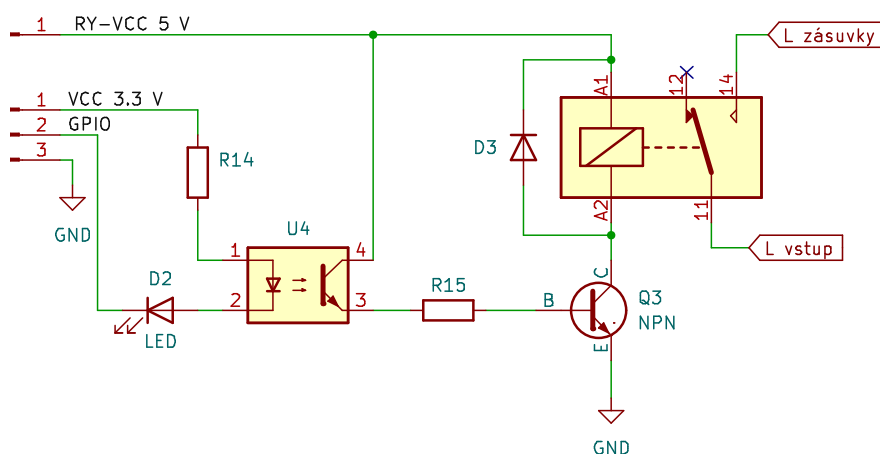 1 RY-VCC 5 V
1 VCC 3.3 V
2 GPIO
3
GND
R14
U4
1
2
4
3
D2
LED
R15
D3
A1
A2
12
14
11
L zásuvky
L vstup
B
C
E
Q3
NPN
GND